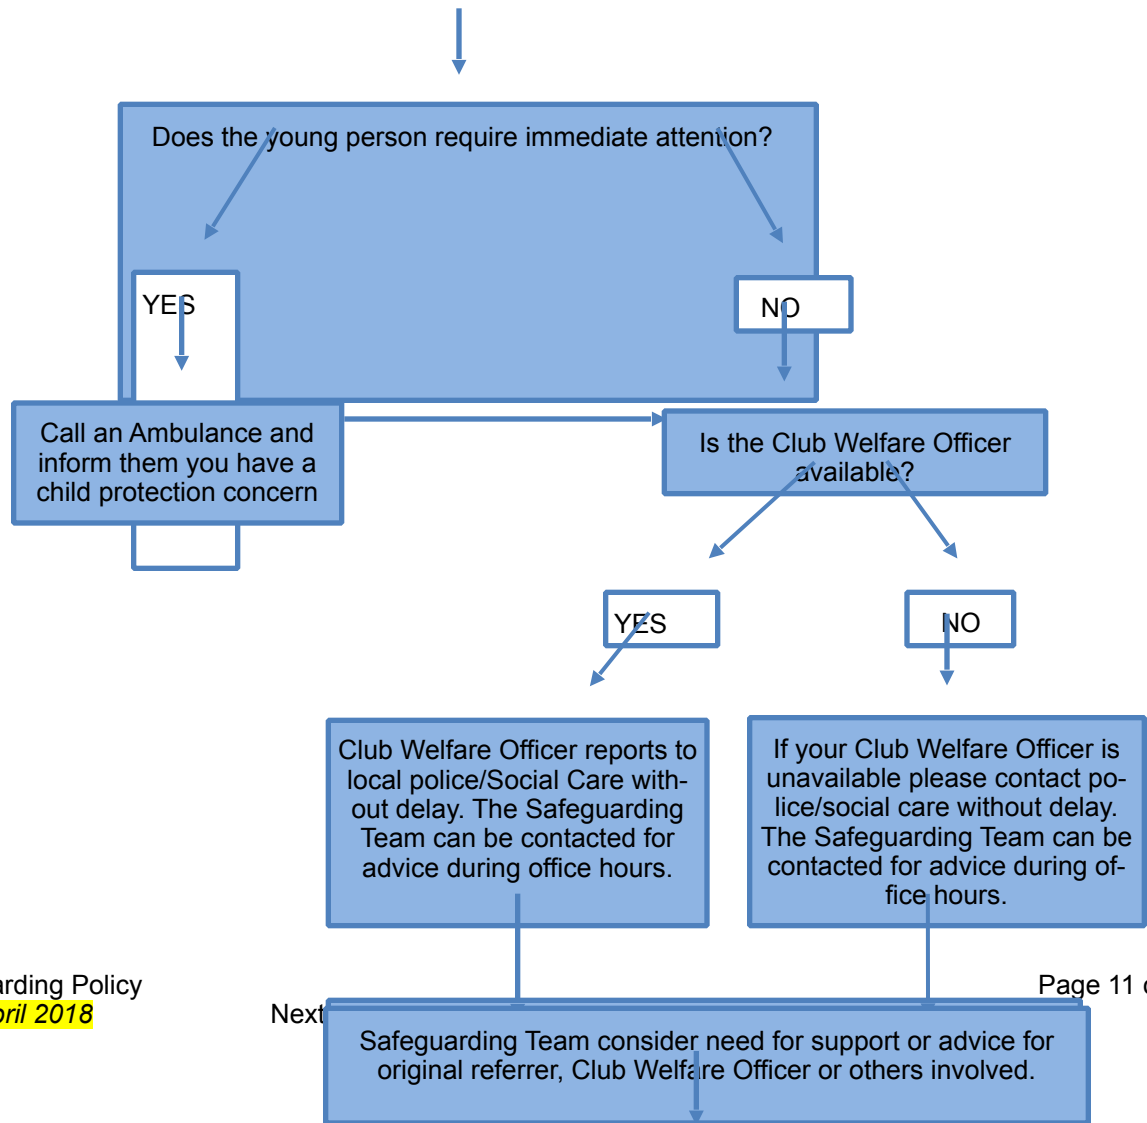 Does the young person require immediate attention?
YES
NO
Call an Ambulance and
inform them you have a
child protection concern
Is the Club Welfare Officer
available?
YES
NO
Club Welfare Officer reports to
local police/Social Care with-
out delay. The Safeguarding
Team can be contacted for
advice during office hours.
If your Club Welfare Officer is
unavailable please contact po-
lice/social care without delay.
The Safeguarding Team can be
contacted for advice during of-
fice hours.
arding Policy
Page 11
pril 2018
Next
Safeguarding Team consider need for support or advice for
original referrer, Club Welfare Officer or others involved.